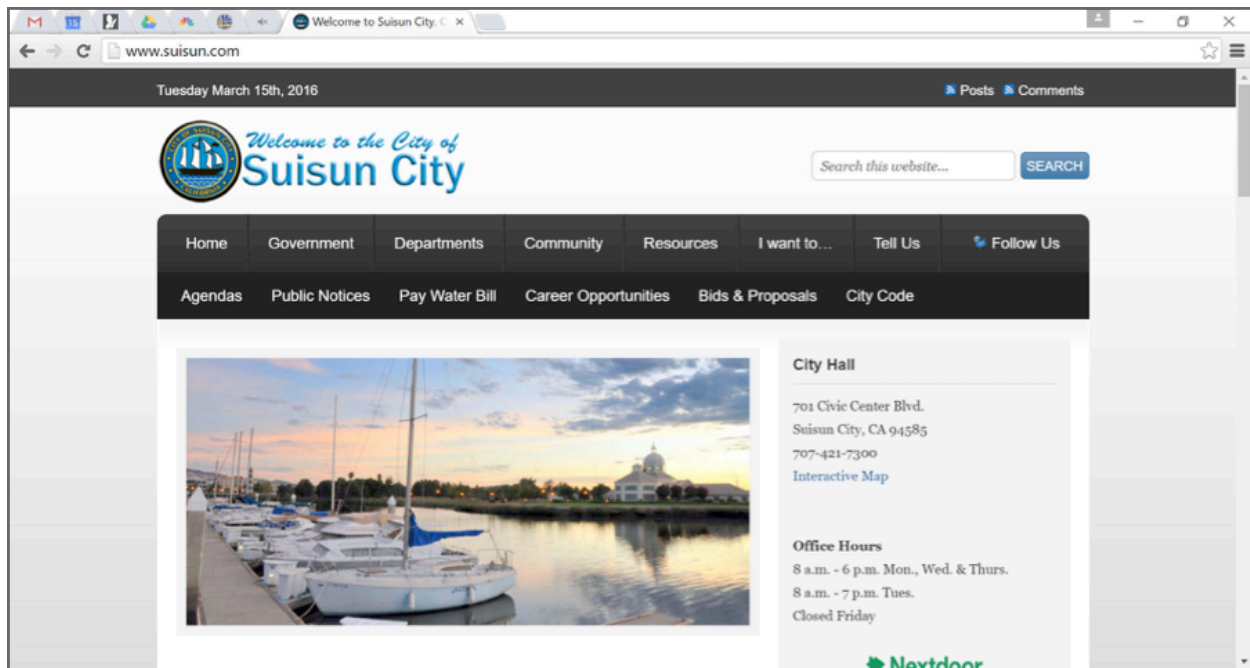 Welcome to Suisun City, C
www.suisun.com
Tuesday March 15th, 2016
Posts Comments
Welcome to the City of
Suisun City
Search this website...
SEARCH
Home Government Departments Community Resources I want to... Tell Us Follow Us
Agendas Public Notices Pay Water Bill Career Opportunities Bids & Proposals City Code
City Hall
701 Civic Center Blvd.
Suisun City, CA 94585
707-421-7300
Interactive Map
Office Hours
8 a.m. - 6 p.m. Mon., Wed. & Thurs.
8 a.m. - 7 p.m. Tues.
Closed Friday
Nextdoor